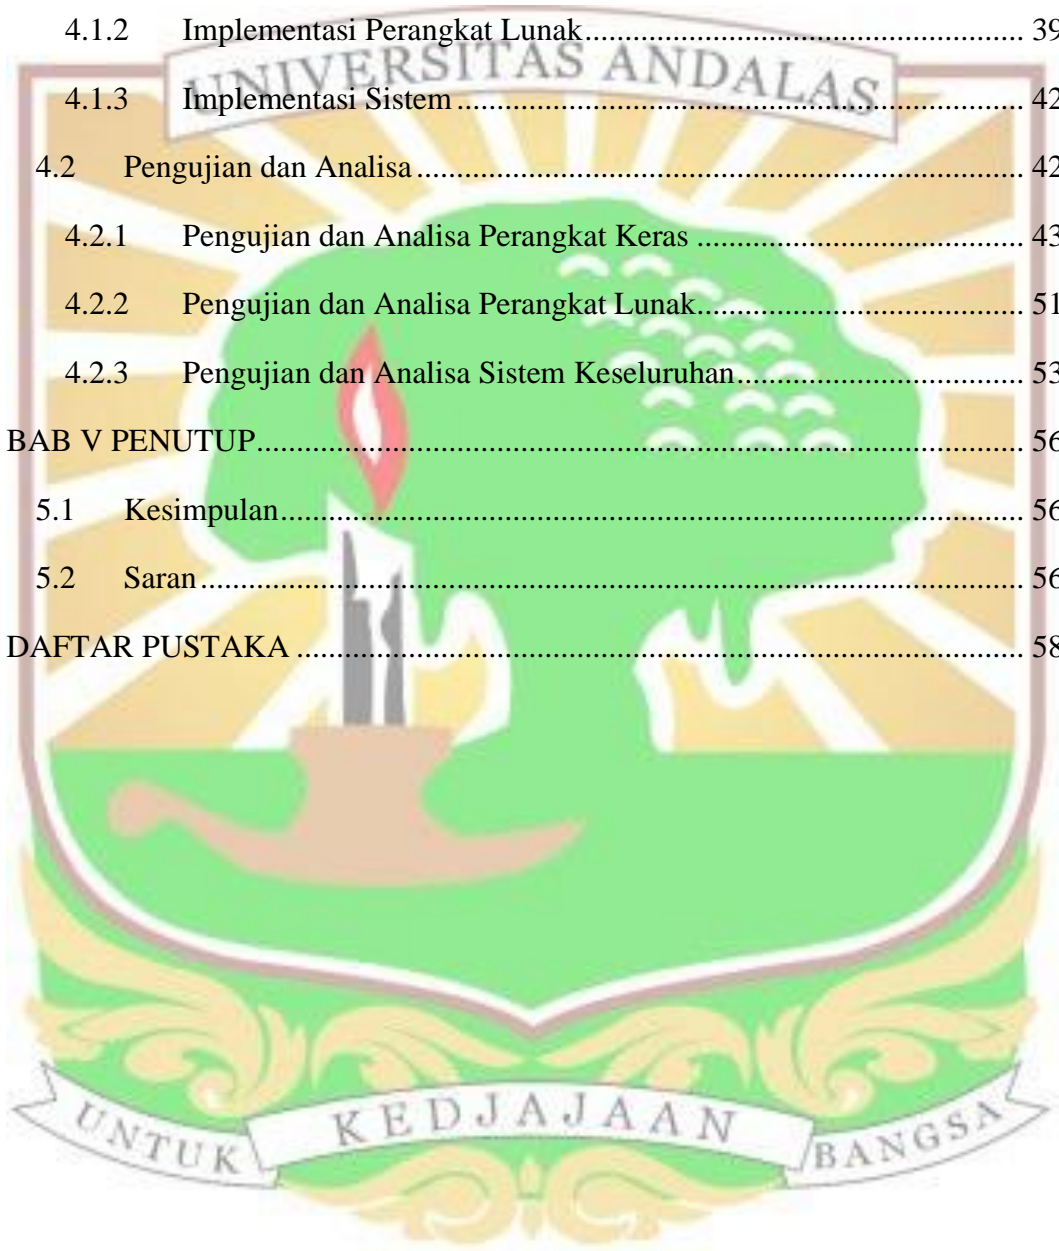 4.1.2 Implementasi Perangkat Lunak........................................................ 39
UNIVERSITAS ANDALAS
4.1.3 Implementasi Sistem........................................................................ 42
4.2 Pengujian dan Analisa............................................................................. 42
4.2.1 Pengujian dan Analisa Perangkat Keras.......................................... 43
4.2.2 Pengujian dan Analisa Perangkat Lunak.......................................... 51
4.2.3 Pengujian dan Analisa Sistem Keseluruhan..................................... 53
BAB V PENUTUP................................................................................................. 56
5.1 Kesimpulan.............................................................................................. 56
5.2 Saran........................................................................................................ 56
DAFTAR PUSTAKA............................................................................................ 58
UNTUK KEDJAJAAN BANGSA